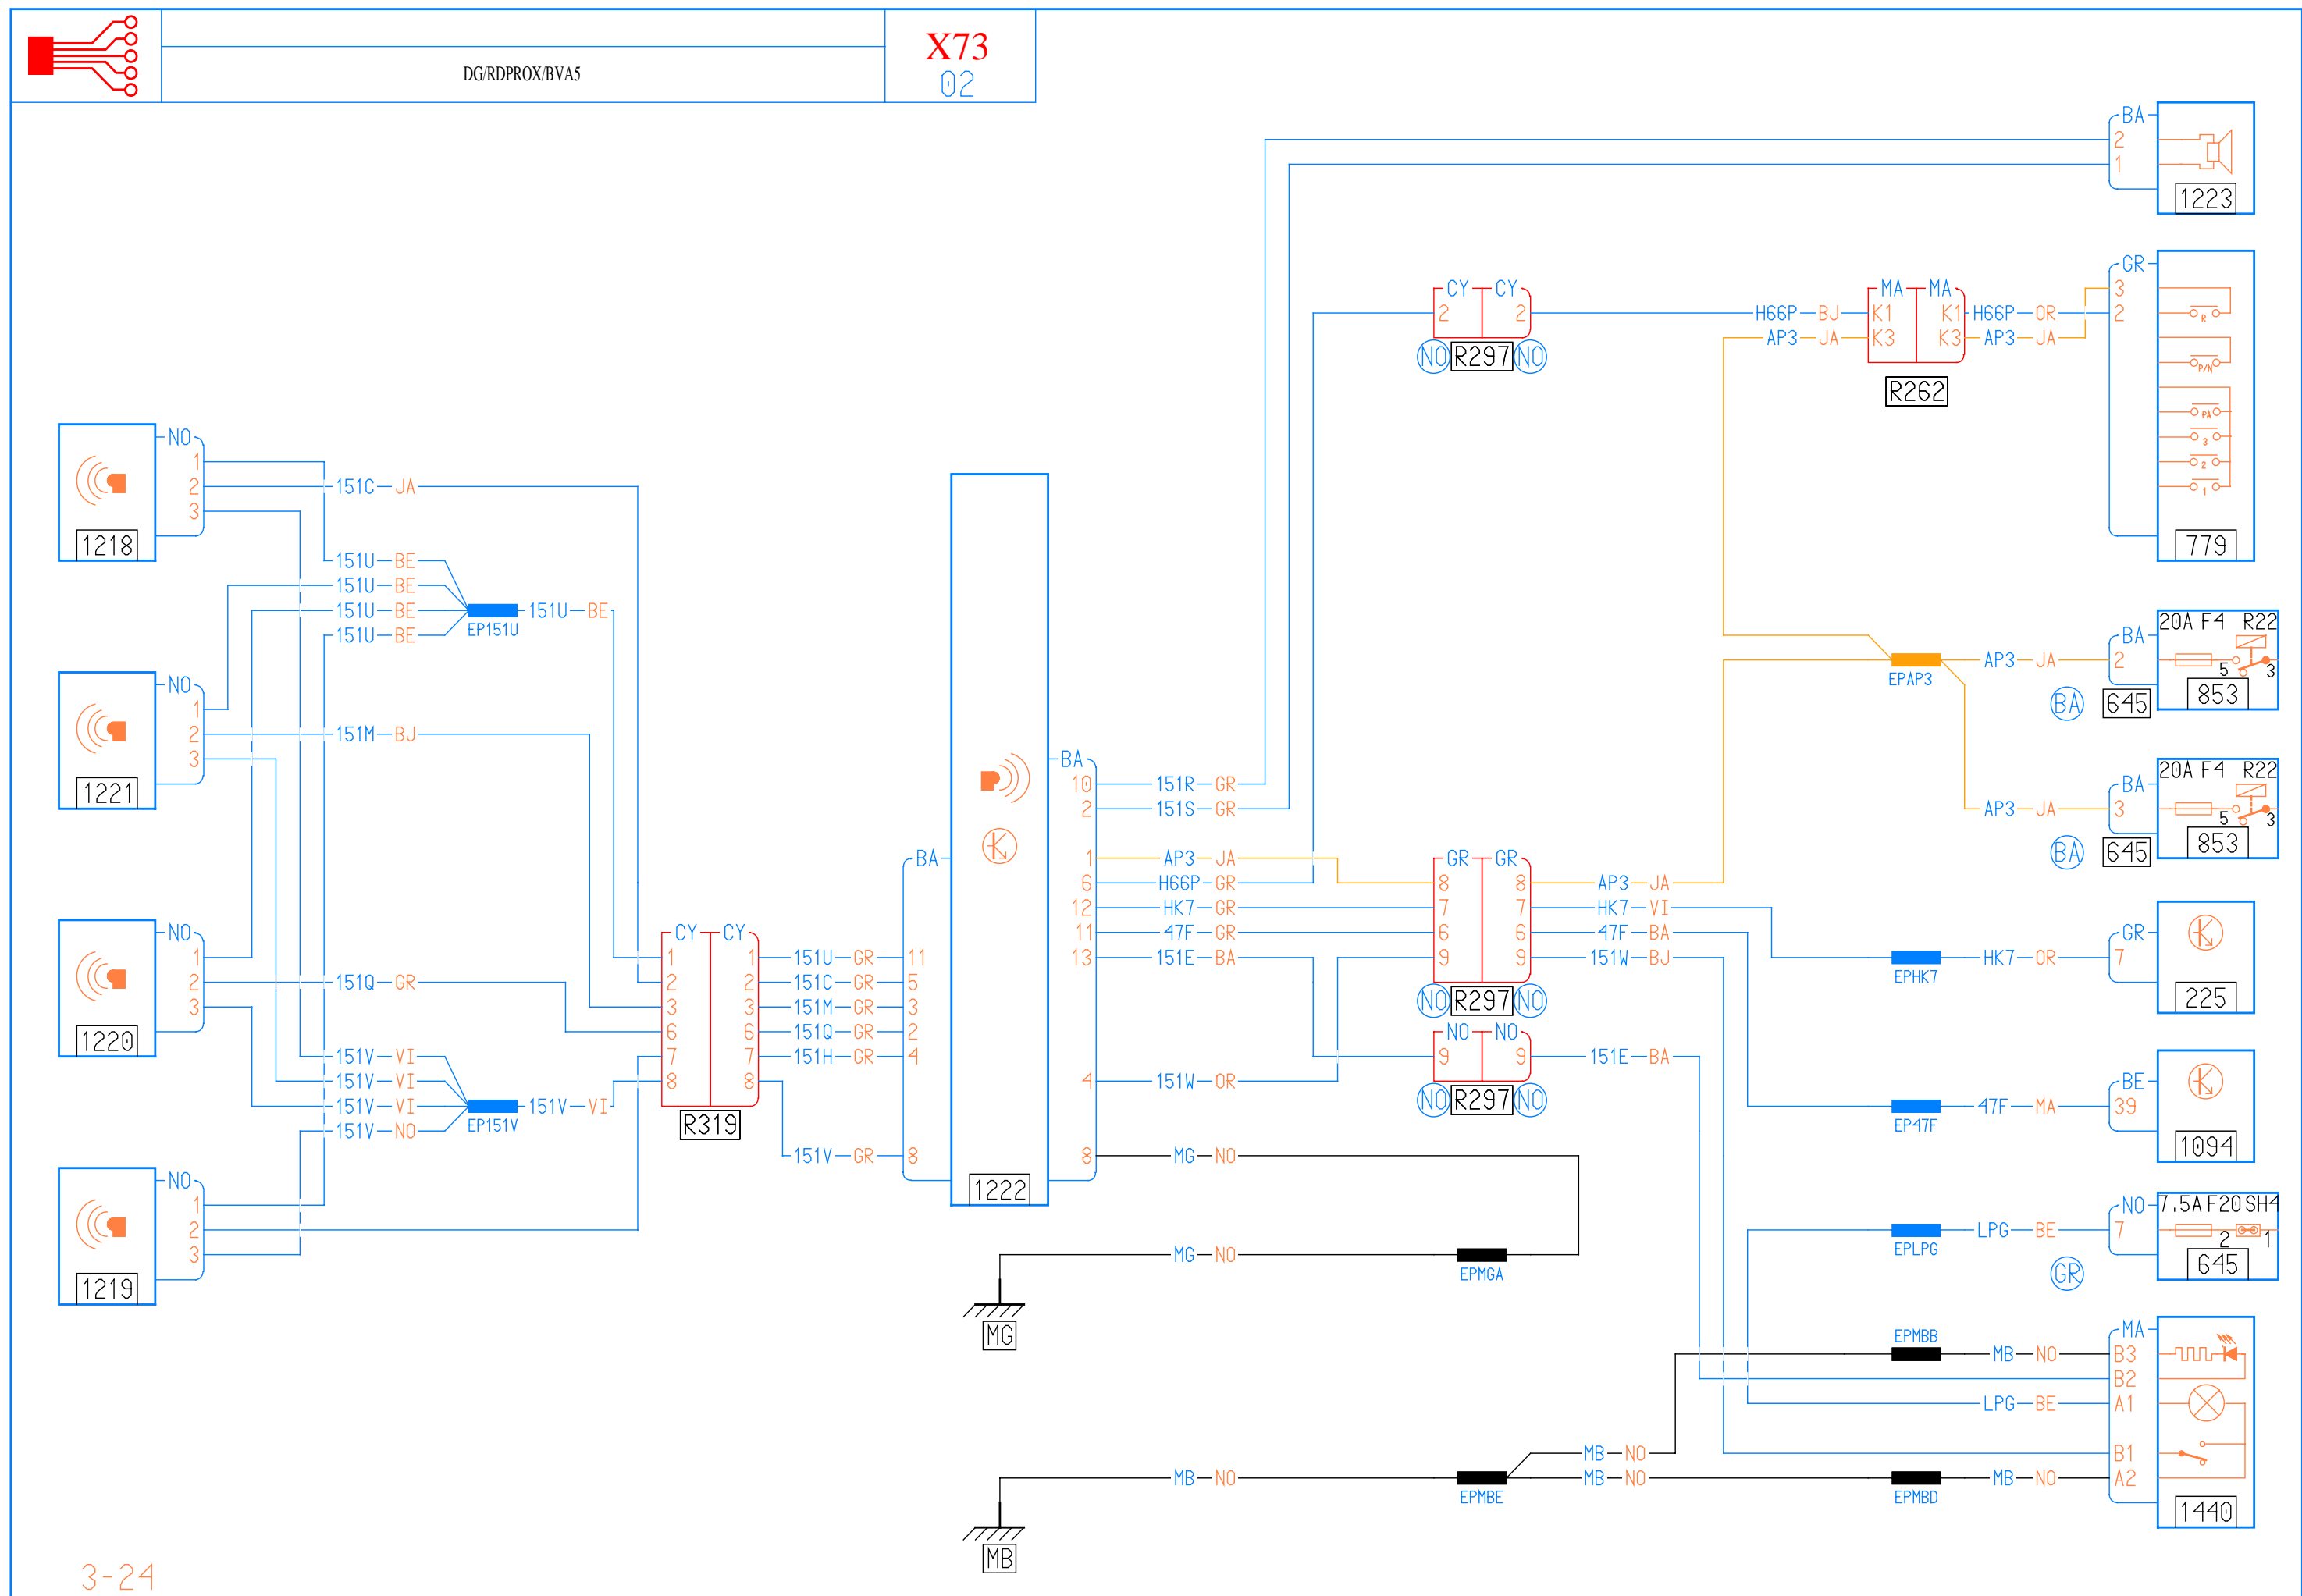 DG/RDPROX/BVA5
X73
02
BA
2
1
1223
CY CY
2 2
NO R297 NO
H66P BJ
AP3 JA
MA MA
K1 K1
K3 K3
R262
H66P OR
AP3 JA
GR
3
2
R
P/N
PA
3
2
1
779
NO
1
2
3
1218
151C JA
151U BE
151U BE
151U BE
151U BE
EP151U
151U BE
NO
1
2
3
1221
151M BJ
NO
1
2
3
1220
151Q GR
151V VI
151V VI
151V VI
151V NO
EP151V
151V VI
NO
1
2
3
1219
CY CY
1 1
2 2
3 3
6 6
7 7
8 8
R319
151U GR 11
151C GR 5
151M GR 3
151Q GR 2
151H GR 4
151V GR 8
BA
1222
BA
10 151R GR
2 151S GR
1 AP3 JA
6 H66P GR
12 HK7 GR
11 47F GR
13 151E BA
4 151W OR
8 MG NO
GR GR
8 8
7 7
6 6
9 9
NO R297 NO
NO NO
9 9
NO R297 NO
AP3 JA
HK7 VI
47F BA
151W BJ
151E BA
EPAP3
AP3 JA
BA
2
20A F4 R22
5 3
853
BA 645
AP3 JA
BA
3
20A F4 R22
5 3
853
BA 645
EPHK7
HK7 OR
GR
7
225
EP47F
47F MA
BE
39
1094
EPLPG
LPG BE
NO
7
7.5A F20 SH4
2 1
645
GR
MG NO
EPMGA
MG
EPMBB
MB NO
LPG BE
MA
B3
B2
A1
B1
A2
1440
MB NO
EPMBE
MB NO
MB NO
EPMBD
MB NO
MB
3-24